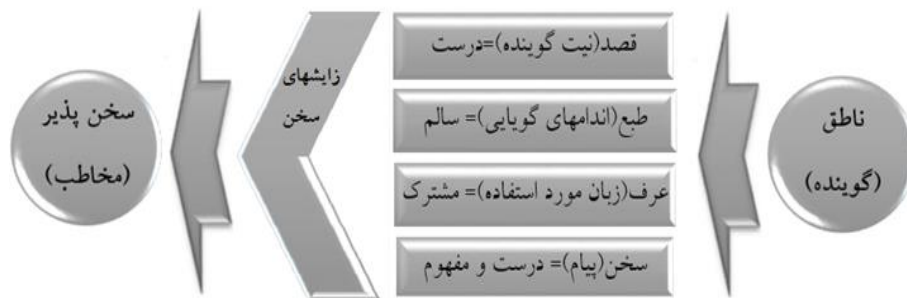 ناطق
(گوینده)
قصد(نیت گوینده)=درست
طبع(اندامهای گویایی)= سالم
عرف(زبان مورد استفاده)= مشترک
سخن(پیام)= درست و مفهوم
زایشهای
سخن
سخن پذیر
(مخاطب)